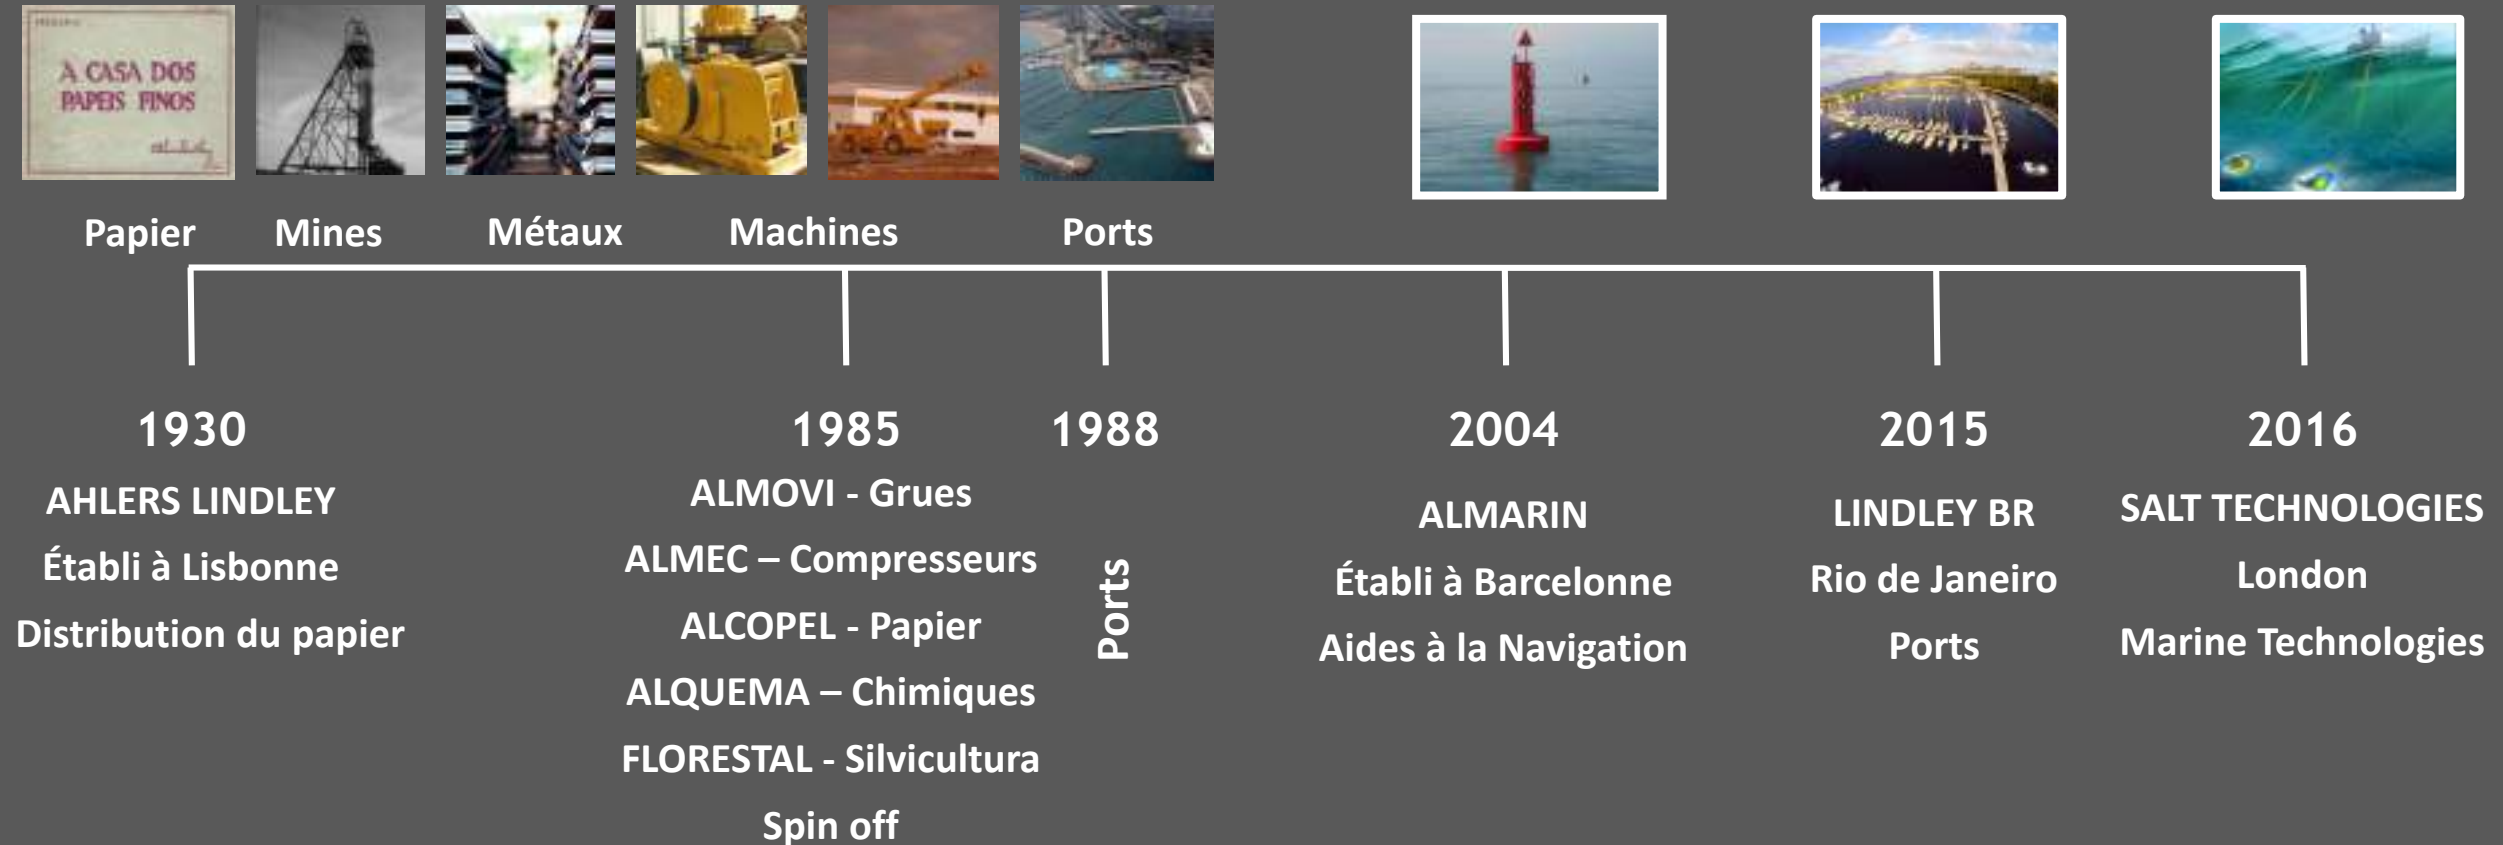 À CASA DOS
PAPEIS FINOS
Papier
Mines
Métaux
Machines
Ports
1930
AHLERS LINDLEY
Établi à Lisbonne
Distribution du papier
1985
ALMOVI - Grues
ALMEC – Compresseurs
ALCOPEL - Papier
ALQUEMA – Chimiques
FLORESTAL - Silvicultura
Spin off
1988
Ports
2004
ALMARIN
Établi à Barcelonne
Aides à la Navigation
2015
LINDLEY BR
Rio de Janeiro
Ports
2016
SALT TECHNOLOGIES
London
Marine Technologies